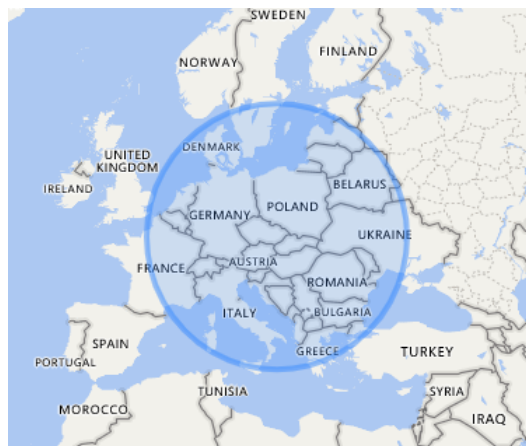 SWEDEN
FINLAND
NORWAY
DENMARK
UNITED
KINGDOM
IRELAND
BELARUS
POLAND
GERMANY
UKRAINE
AUSTRIA
FRANCE
ROMANIA
ITALY
BULGARIA
SPAIN
GREECE
TURKEY
PORTUGAL
TUNISIA
SYRIA
MOROCCO
IRAQ